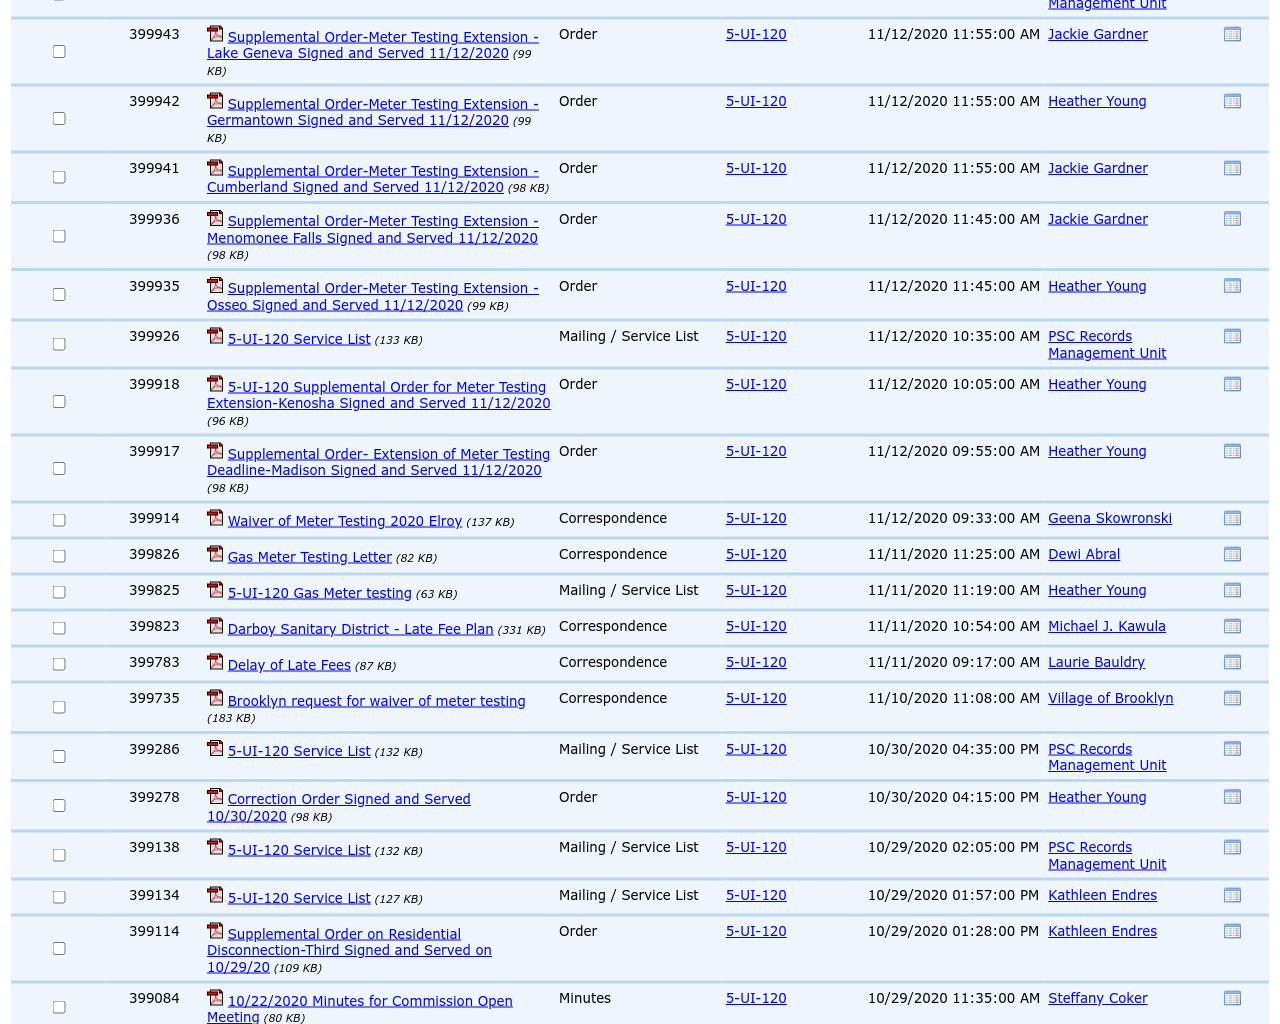 Management Unit
399943 Supplemental Order-Meter Testing Extension - Order 5-UI-120 11/12/2020 11:55:00 AM Jackie Gardner
Lake Geneva Signed and Served 11/12/2020 (99
KB)
399942 Supplemental Order-Meter Testing Extension - Order 5-UI-120 11/12/2020 11:55:00 AM Heather Young
Germantown Signed and Served 11/12/2020 (99
KB)
399941 Supplemental Order-Meter Testing Extension - Order 5-UI-120 11/12/2020 11:55:00 AM Jackie Gardner
Cumberland Signed and Served 11/12/2020 (98 KB)
399936 Supplemental Order-Meter Testing Extension - Order 5-UI-120 11/12/2020 11:45:00 AM Jackie Gardner
Menomonee Falls Signed and Served 11/12/2020
(98 KB)
399935 Supplemental Order-Meter Testing Extension - Order 5-UI-120 11/12/2020 11:45:00 AM Heather Young
Osseo Signed and Served 11/12/2020 (99 KB)
399926 5-UI-120 Service List (133 KB) Mailing / Service List 5-UI-120 11/12/2020 10:35:00 AM PSC Records
Management Unit
399918 5-UI-120 Supplemental Order for Meter Testing Order 5-UI-120 11/12/2020 10:05:00 AM Heather Young
Extension-Kenosha Signed and Served 11/12/2020
(96 KB)
399917 Supplemental Order- Extension of Meter Testing Order 5-UI-120 11/12/2020 09:55:00 AM Heather Young
Deadline-Madison Signed and Served 11/12/2020
(98 KB)
399914 Waiver of Meter Testing 2020 Elroy (137 KB) Correspondence 5-UI-120 11/12/2020 09:33:00 AM Geena Skowronski
399826 Gas Meter Testing Letter (82 KB) Correspondence 5-UI-120 11/11/2020 11:25:00 AM Dewi Abral
399825 5-UI-120 Gas Meter testing (63 KB) Mailing / Service List 5-UI-120 11/11/2020 11:19:00 AM Heather Young
399823 Darboy Sanitary District - Late Fee Plan (331 KB) Correspondence 5-UI-120 11/11/2020 10:54:00 AM Michael J. Kawula
399783 Delay of Late Fees (87 KB) Correspondence 5-UI-120 11/11/2020 09:17:00 AM Laurie Bauldry
399735 Brooklyn request for waiver of meter testing Correspondence 5-UI-120 11/10/2020 11:08:00 AM Village of Brooklyn
(183 KB)
399286 5-UI-120 Service List (132 KB) Mailing / Service List 5-UI-120 10/30/2020 04:35:00 PM PSC Records
Management Unit
399278 Correction Order Signed and Served Order 5-UI-120 10/30/2020 04:15:00 PM Heather Young
10/30/2020 (98 KB)
399138 5-UI-120 Service List (132 KB) Mailing / Service List 5-UI-120 10/29/2020 02:05:00 PM PSC Records
Management Unit
399134 5-UI-120 Service List (127 KB) Mailing / Service List 5-UI-120 10/29/2020 01:57:00 PM Kathleen Endres
399114 Supplemental Order on Residential Order 5-UI-120 10/29/2020 01:28:00 PM Kathleen Endres
Disconnection-Third Signed and Served on
10/29/20 (109 KB)
399084 10/22/2020 Minutes for Commission Open Minutes 5-UI-120 10/29/2020 11:35:00 AM Steffany Coker
Meeting (80 KB)